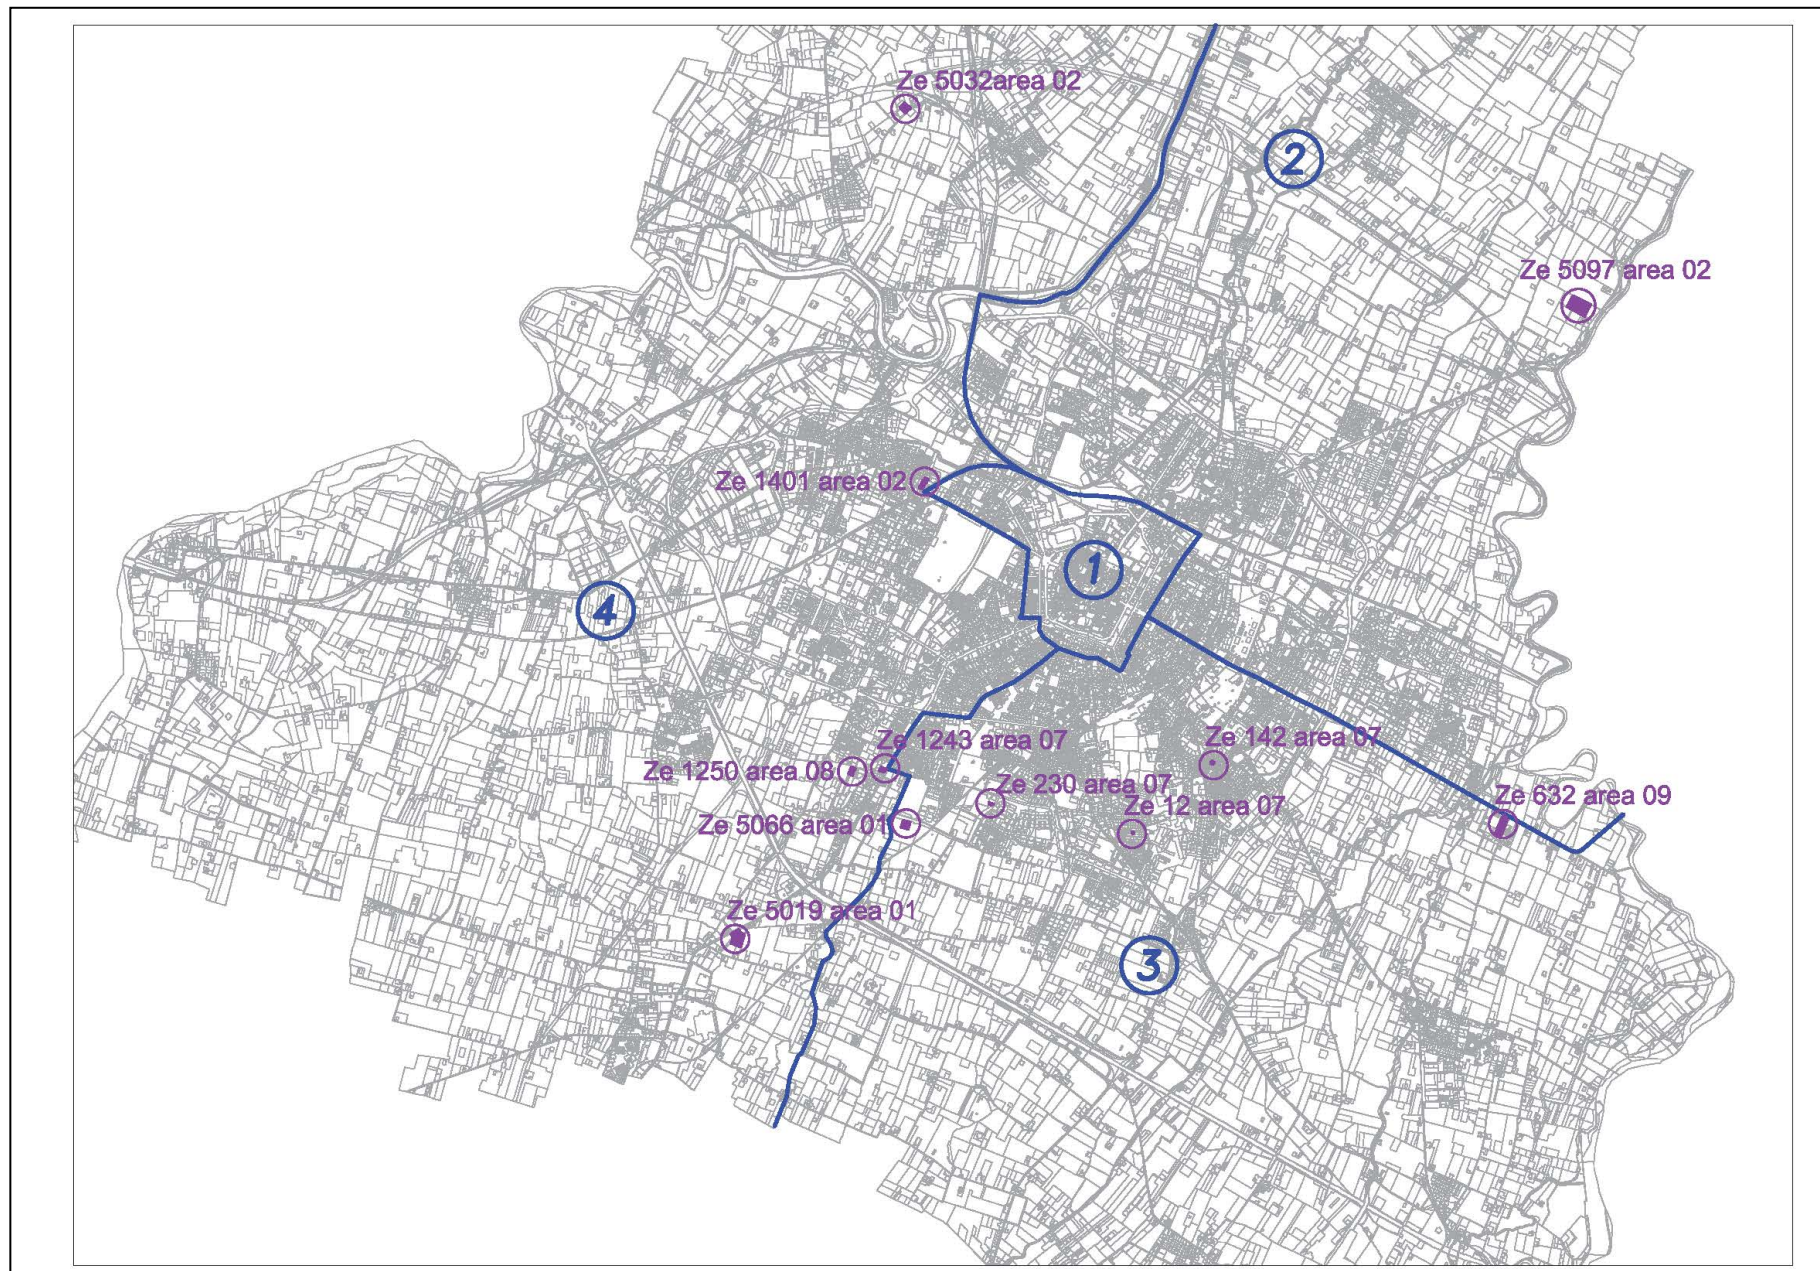 Ze 5032area 02
2
Ze 5097 area 02
Ze 1401 area 02
1
4
Ze 1243 area 07
Ze 142 area 07
Ze 1250 area 08
Ze 230 area 07
Ze 12 area 07
Ze 632 area 09
Ze 5066 area 01
Ze 5019 area 01
3